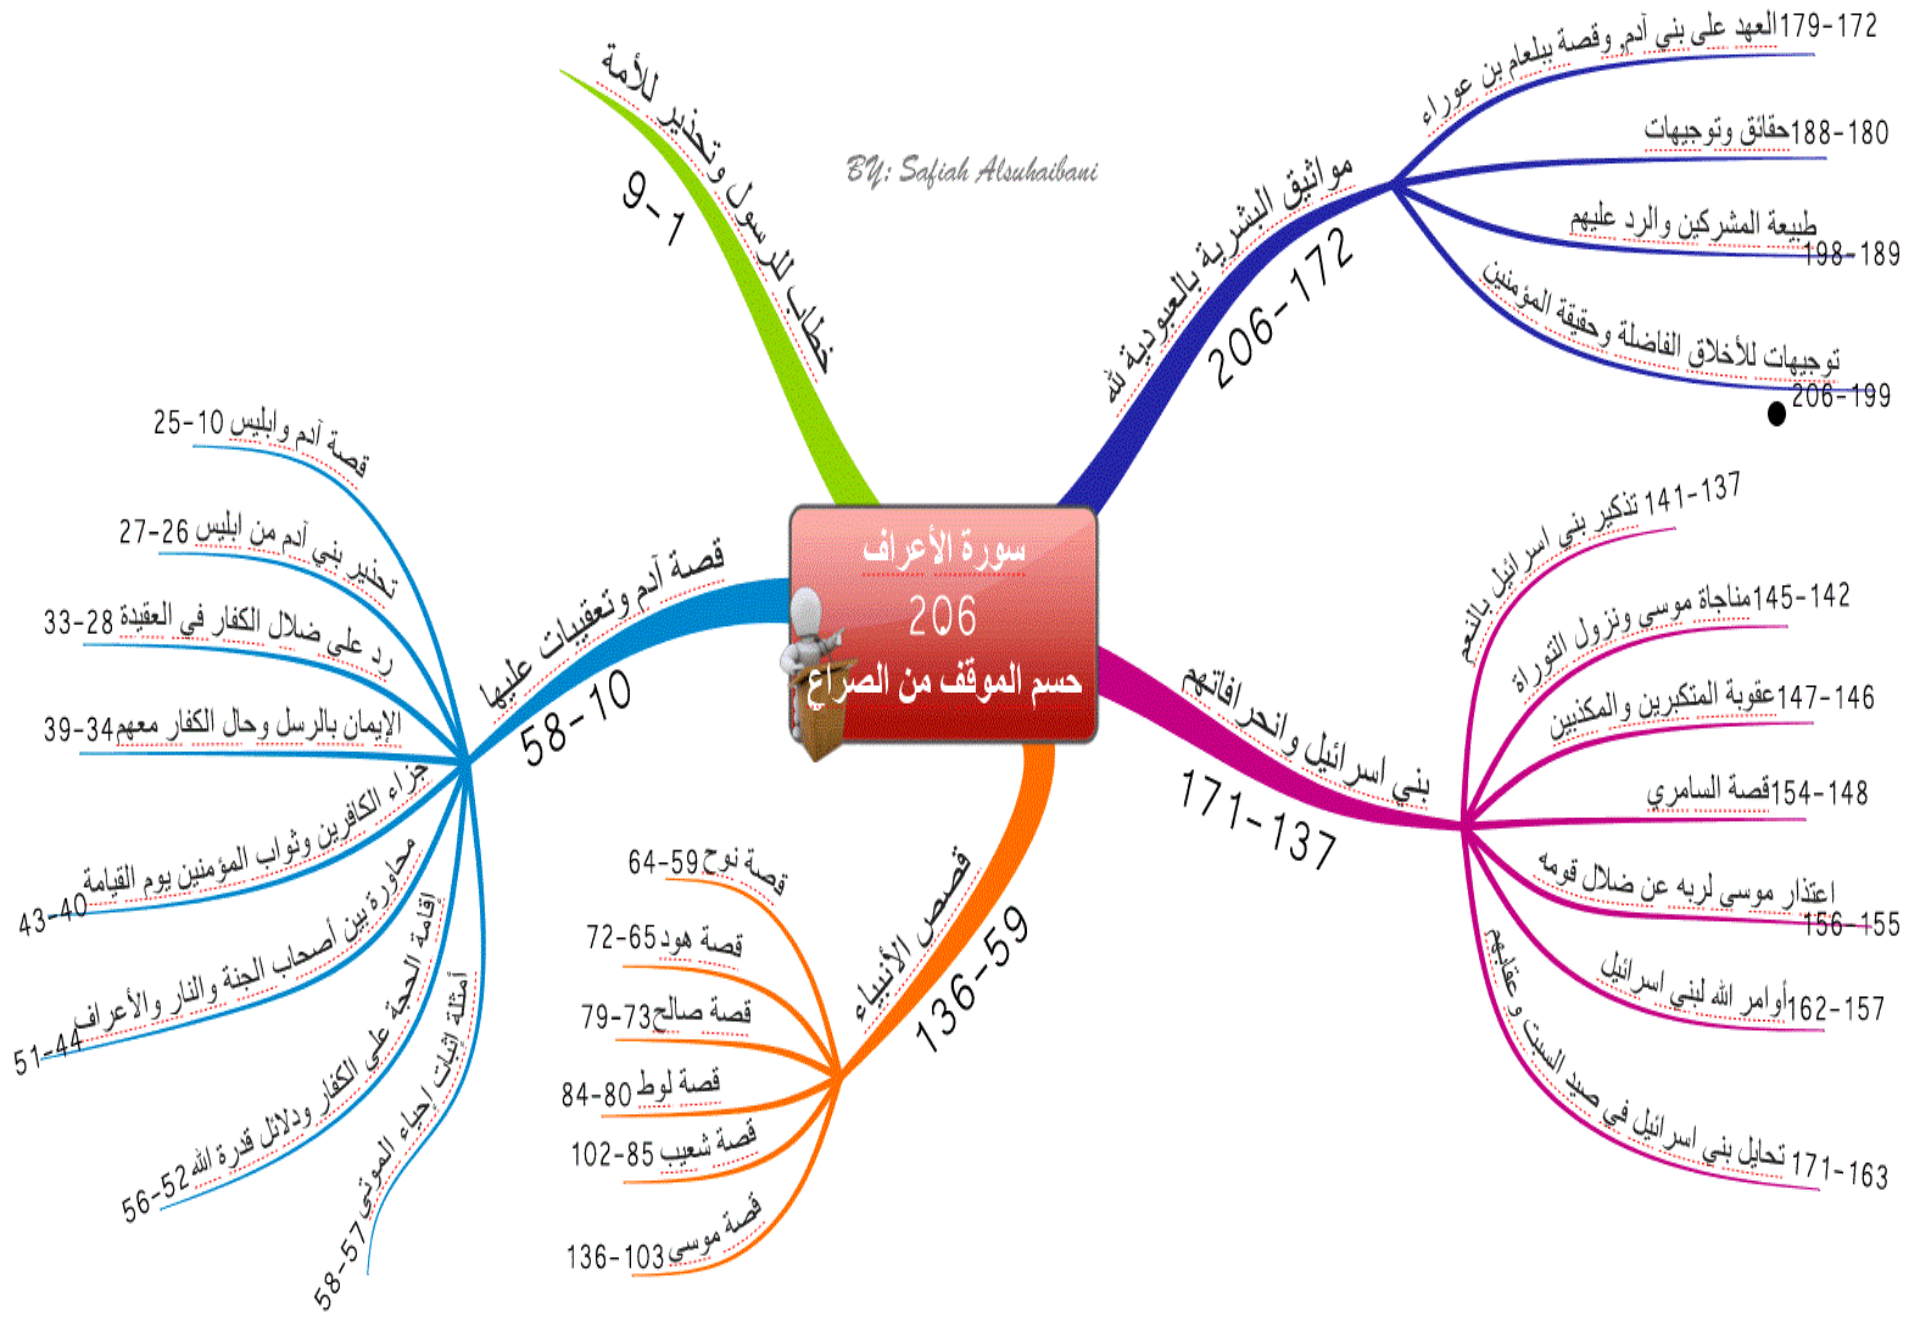 BY: Safiah Alsuhaibani
سورة الأعراف
206
حسم الموقف من الصراع
خطاب للرسول وتحذير للأمة
9-1
قصة آدم وتعقيبات عليها
58-10
قصة آدم وابليس 10-25
تحذير بني آدم من ابليس 26-27
رد على ضلال الكفار في العقيدة 28-33
الإيمان بالرسل وحال الكفار معهم 34-39
جزاء الكافرين وثواب المؤمنين يوم القيامة
43-40
محاورة بين أصحاب الجنة والنار والأعراف
51-44
إقامة الحجة على الكفار ودلائل قدرة الله 52-56
أمثلة إثبات إحياء الموتى 57-58
قصص الأنبياء
136-59
قصة نوح 59-64
قصة هود 65-72
قصة صالح 73-79
قصة لوط 80-84
قصة شعيب 85-102
قصة موسى 103-136
بني اسرائيل وانحرافاتهم
171-137
141-137 تذكير بني اسرائيل بالنعم
145-142 مناجاة موسى ونزول التوراة
147-146 عقوبة المتكبرين والمكذبين
154-148 قصة السامري
اعتذار موسى لربه عن ضلال قومه
156-155
162-157 أوامر الله لبني اسرائيل
171-163 تحايل بني اسرائيل في صيد السبت وعقابهم
مواثيق البشرية بالعبودية لله
206-172
179-172 العهد على بني آدم, وقصة ببلعام بن عوراء
188-180 حقائق وتوجيهات
طبيعة المشركين والرد عليهم
198-189
توجيهات للأخلاق الفاضلة وحقيقة المؤمنين
206-199